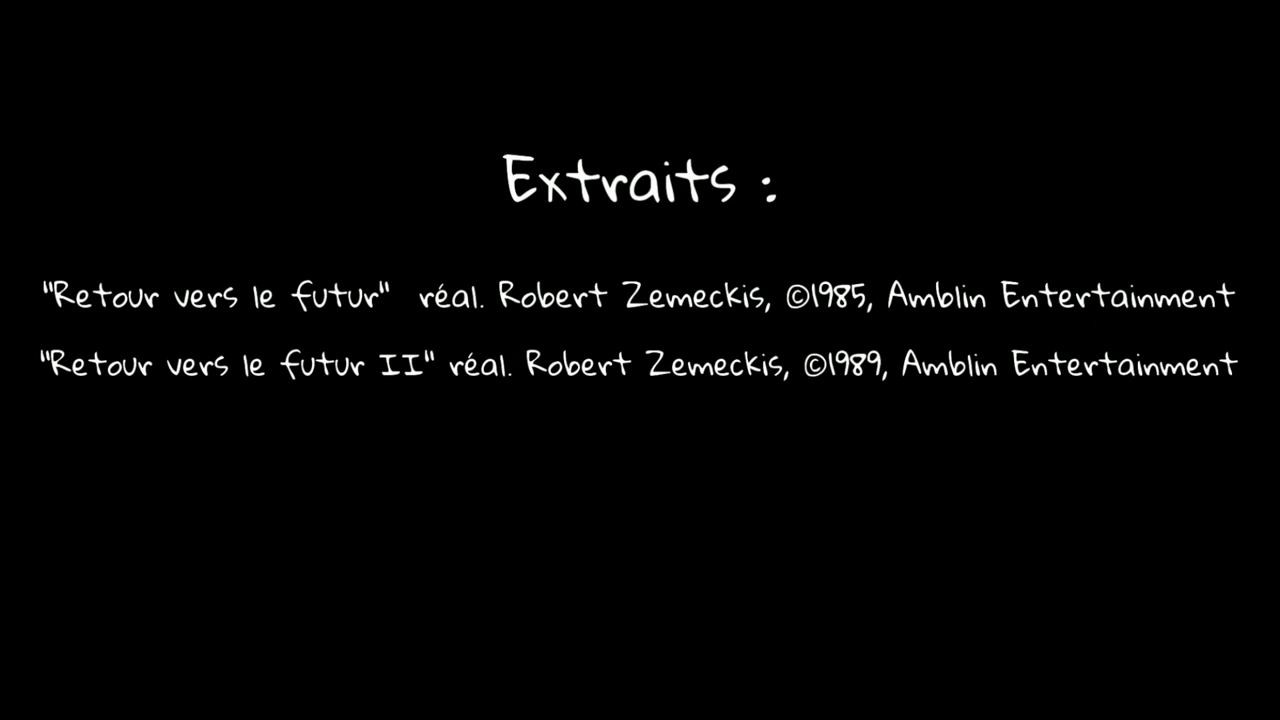 Extraits :
"Retour vers le futur" réal. Robert Zemeckis, ©1985, Amblin Entertainment
"Retour vers le futur II" réal. Robert Zemeckis, ©1989, Amblin Entertainment